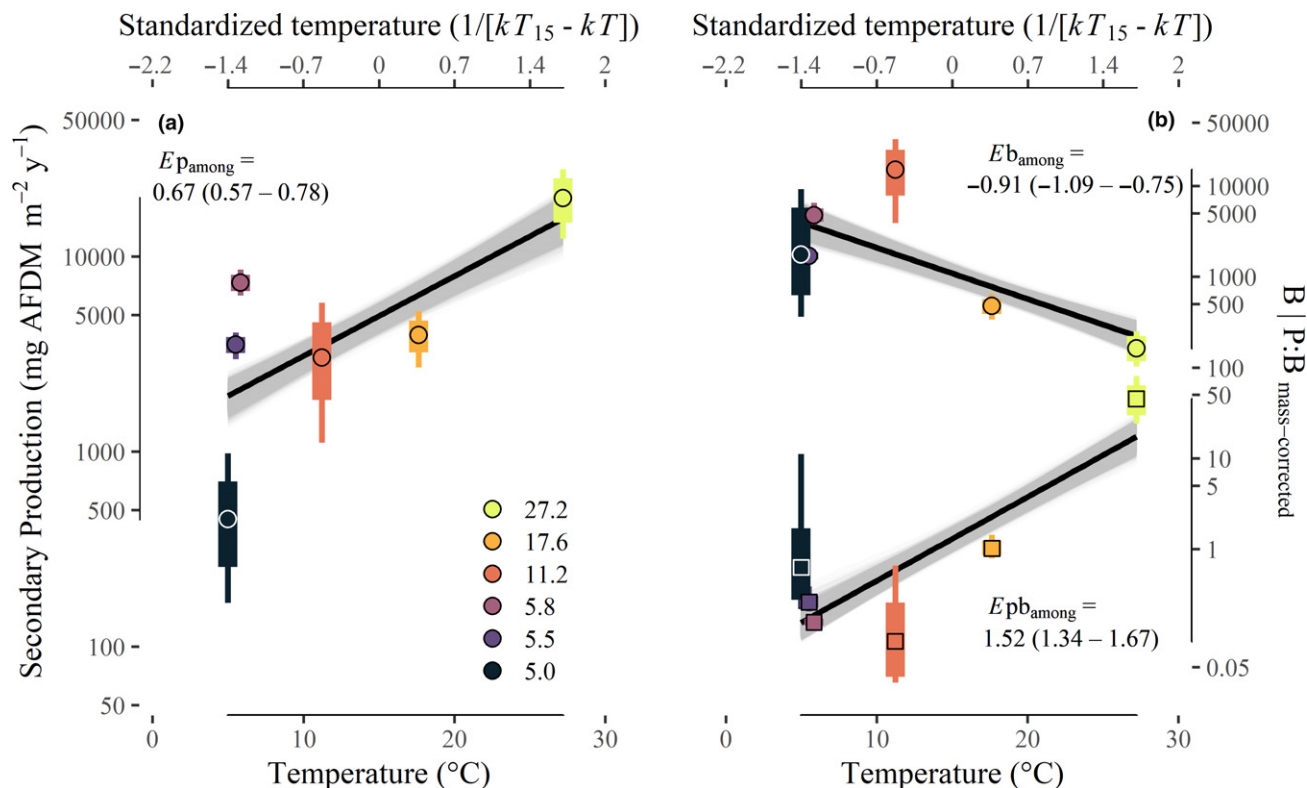 Standardized temperature (1/[kT15 - kT])
−2.2 −1.4 −0.7 0 0.7 1.4 2
(a)
Secondary Production (mg AFDM m−2 y−1)
50000
10000
5000
1000
500
100
50
Epamong =
0.67 (0.57 – 0.78)
27.2
17.6
11.2
5.8
5.5
5.0
0 10 20 30
Temperature (°C)
Standardized temperature (1/[kT15 - kT])
−2.2 −1.4 −0.7 0 0.7 1.4 2
(b)
Ebamong =
−0.91 (−1.09 – −0.75)
50000
10000
5000
1000
500
100
50
10
5
1
0.05
B | P:Bmass−corrected
Epbamong =
1.52 (1.34 – 1.67)
0 10 20 30
Temperature (°C)